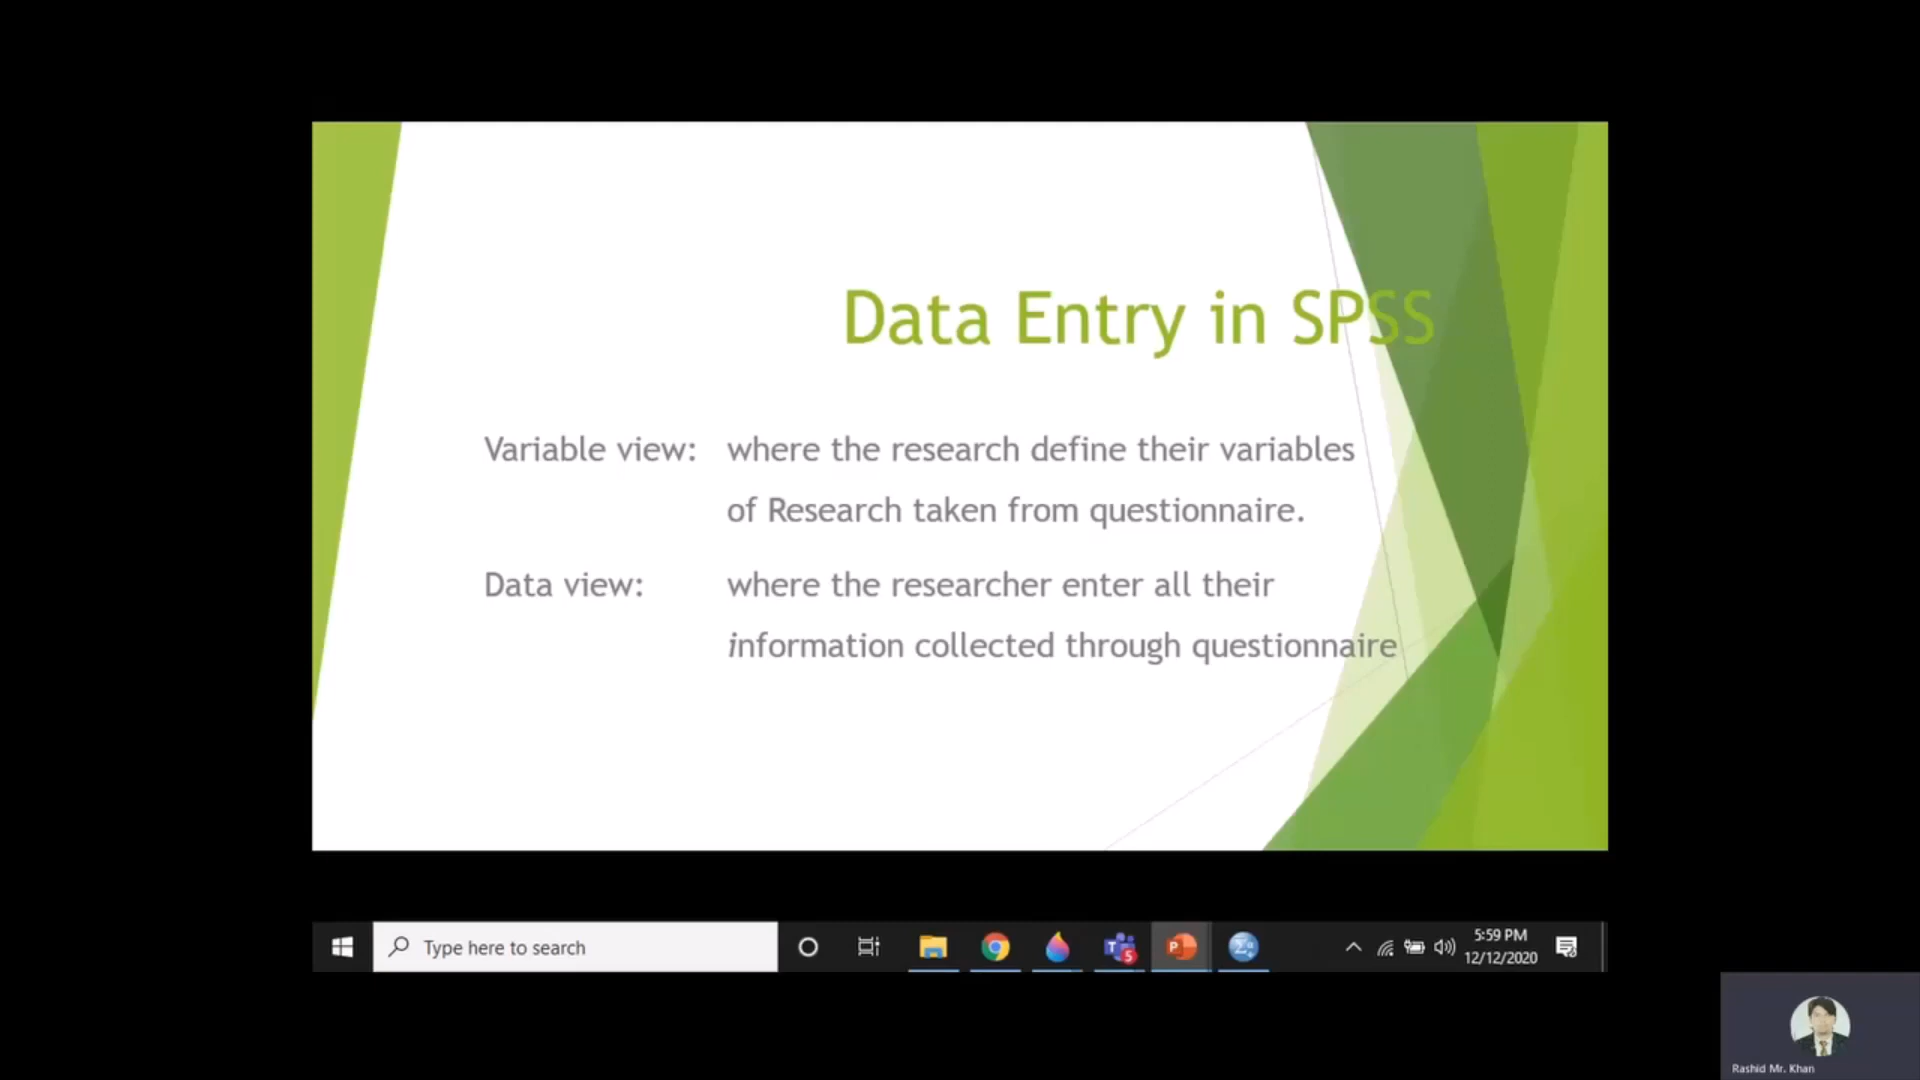 Data Entry in SPSS
Variable view: where the research define their variables
of Research taken from questionnaire.
Data view: where the researcher enter all their
information collected through questionnaire
Type here to search
5
5:59 PM
12/12/2020
Rashid Mr. Khan